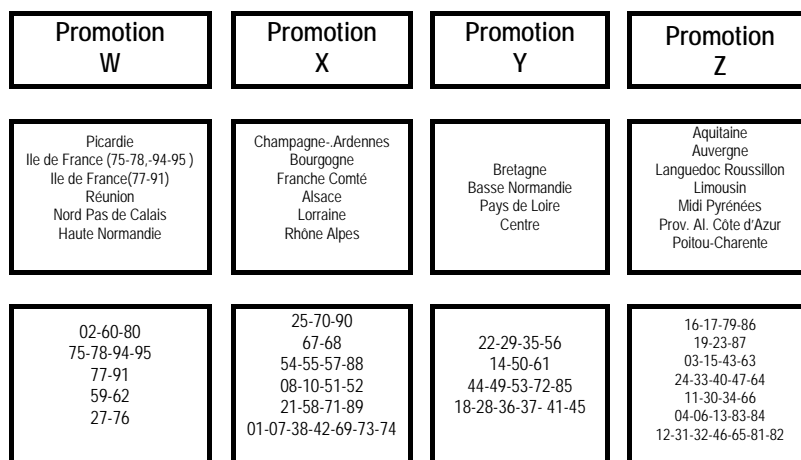 Promotion
W
Promotion
X
Promotion
Y
Promotion
Z
Picardie
Ile de France (75-78,-94-95 )
Ile de France(77-91)
Réunion
Nord Pas de Calais
Haute Normandie
Champagne-.Ardennes
Bourgogne
Franche Comté
Alsace
Lorraine
Rhône Alpes
Bretagne
Basse Normandie
Pays de Loire
Centre
Aquitaine
Auvergne
Languedoc Roussillon
Limousin
Midi Pyrénées
Prov. Al. Côte d'Azur
Poitou-Charente
02-60-80
75-78-94-95
77-91
59-62
27-76
25-70-90
67-68
54-55-57-88
08-10-51-52
21-58-71-89
01-07-38-42-69-73-74
22-29-35-56
14-50-61
44-49-53-72-85
18-28-36-37- 41-45
16-17-79-86
19-23-87
03-15-43-63
24-33-40-47-64
11-30-34-66
04-06-13-83-84
12-31-32-46-65-81-82